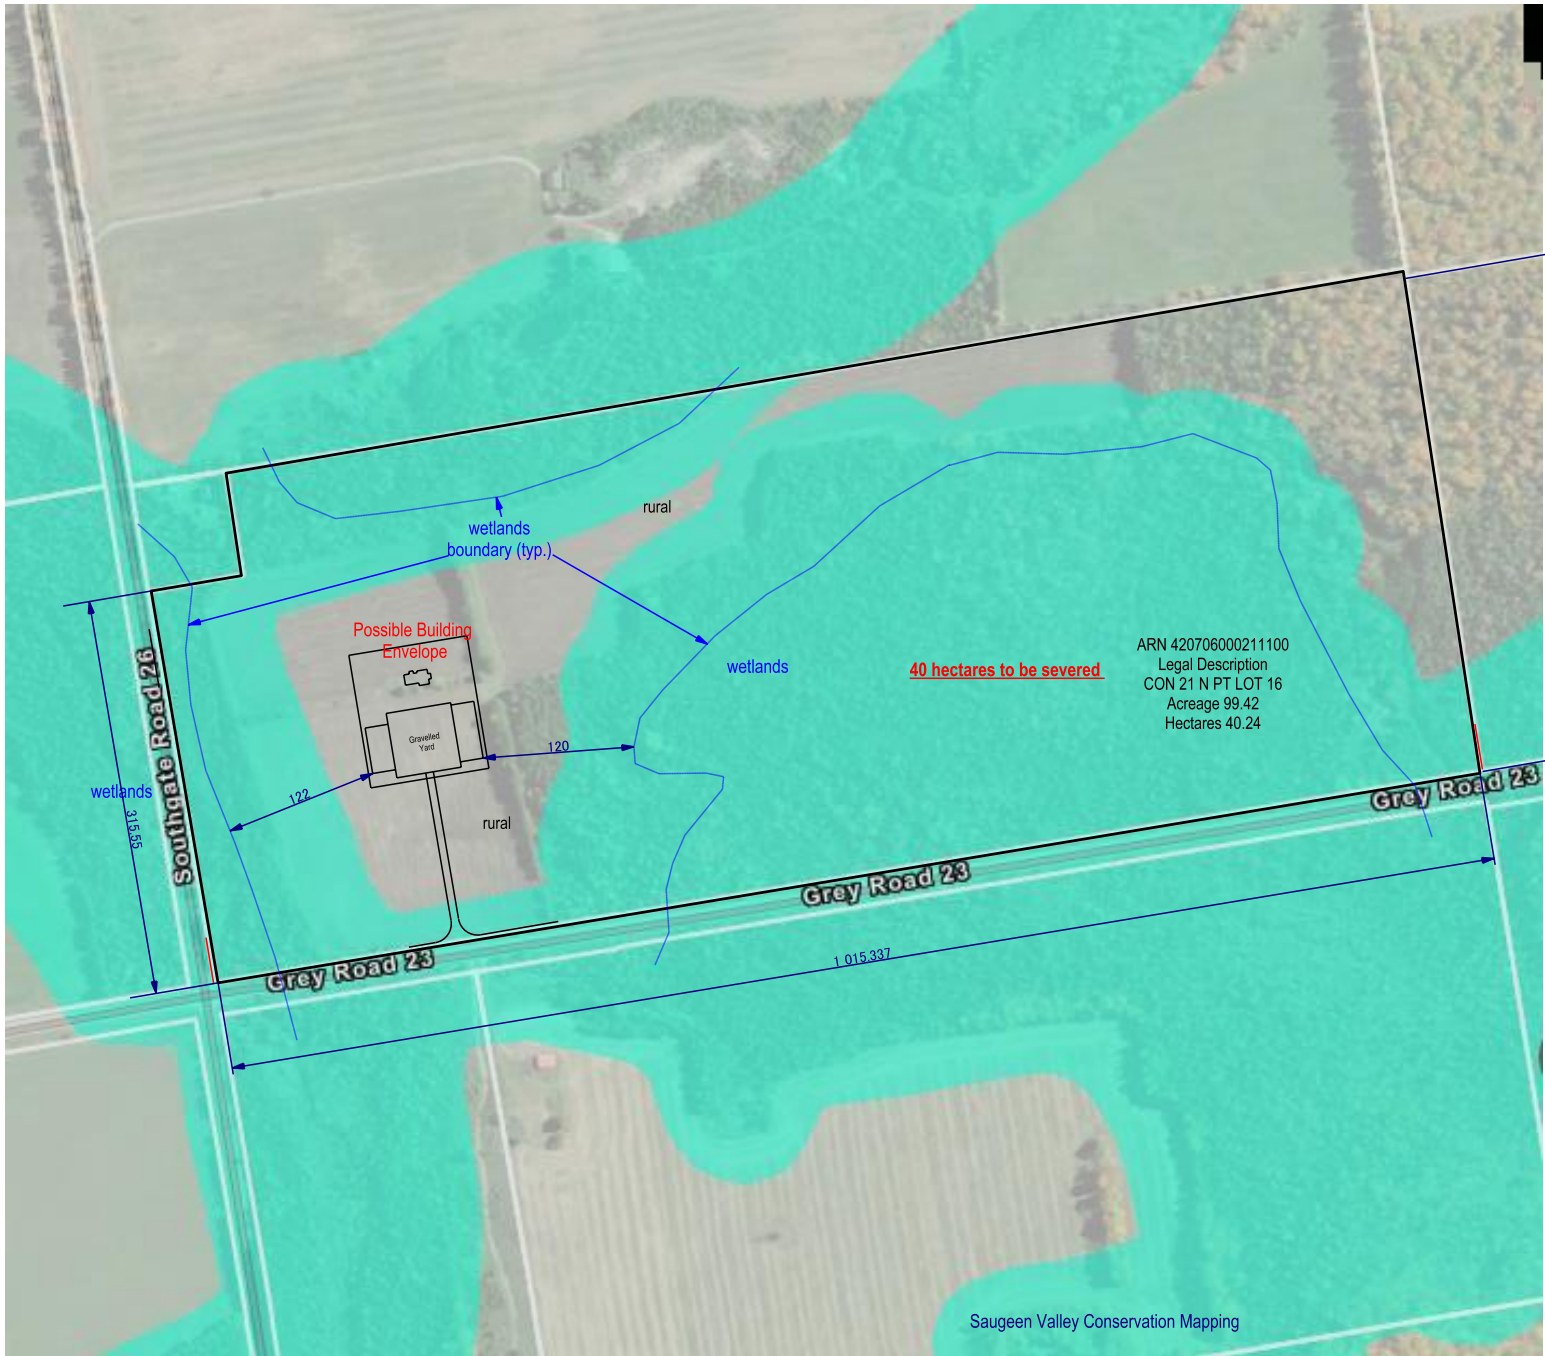 rural
wetlands
boundary (typ.)
Possible Building
Envelope
Gravelled
Yard
wetlands
40 hectares to be severed
ARN 420706000211100
Legal Description
CON 21 N PT LOT 16
Acreage 99.42
Hectares 40.24
120
122
wetlands
315.55
Southgate Road 26
rural
Grey Road 23
Grey Road 23
Grey Road 23
1 015.337
Saugeen Valley Conservation Mapping